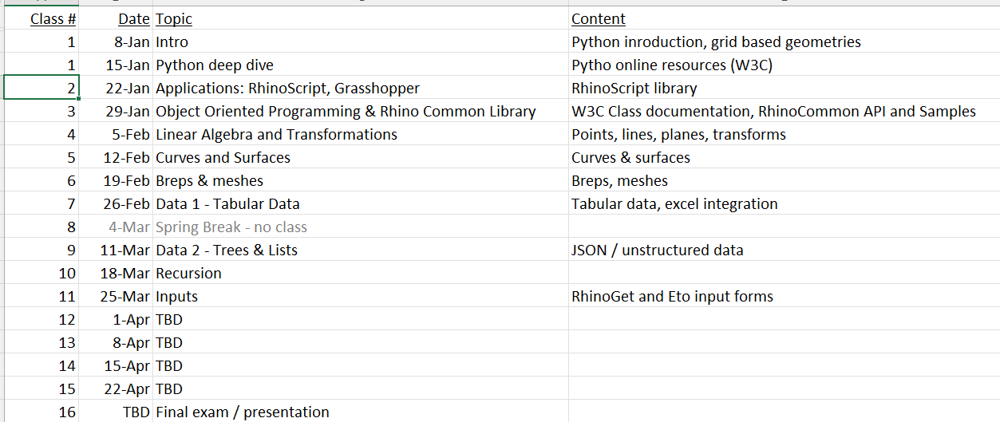 Class # Date Topic Content
1 8-Jan Intro Python inroduction, grid based geometries
1 15-Jan Python deep dive Pytho online resources (W3C)
2 22-Jan Applications: RhinoScript, Grasshopper RhinoScript library
3 29-Jan Object Oriented Programming & Rhino Common Library W3C Class documentation, RhinoCommon API and Samples
4 5-Feb Linear Algebra and Transformations Points, lines, planes, transforms
5 12-Feb Curves and Surfaces Curves & surfaces
6 19-Feb Breps & meshes Breps, meshes
7 26-Feb Data 1 - Tabular Data Tabular data, excel integration
8 4-Mar Spring Break - no class
9 11-Mar Data 2 - Trees & Lists JSON / unstructured data
10 18-Mar Recursion
11 25-Mar Inputs RhinoGet and Eto input forms
12 1-Apr TBD
13 8-Apr TBD
14 15-Apr TBD
15 22-Apr TBD
16 TBD Final exam / presentation